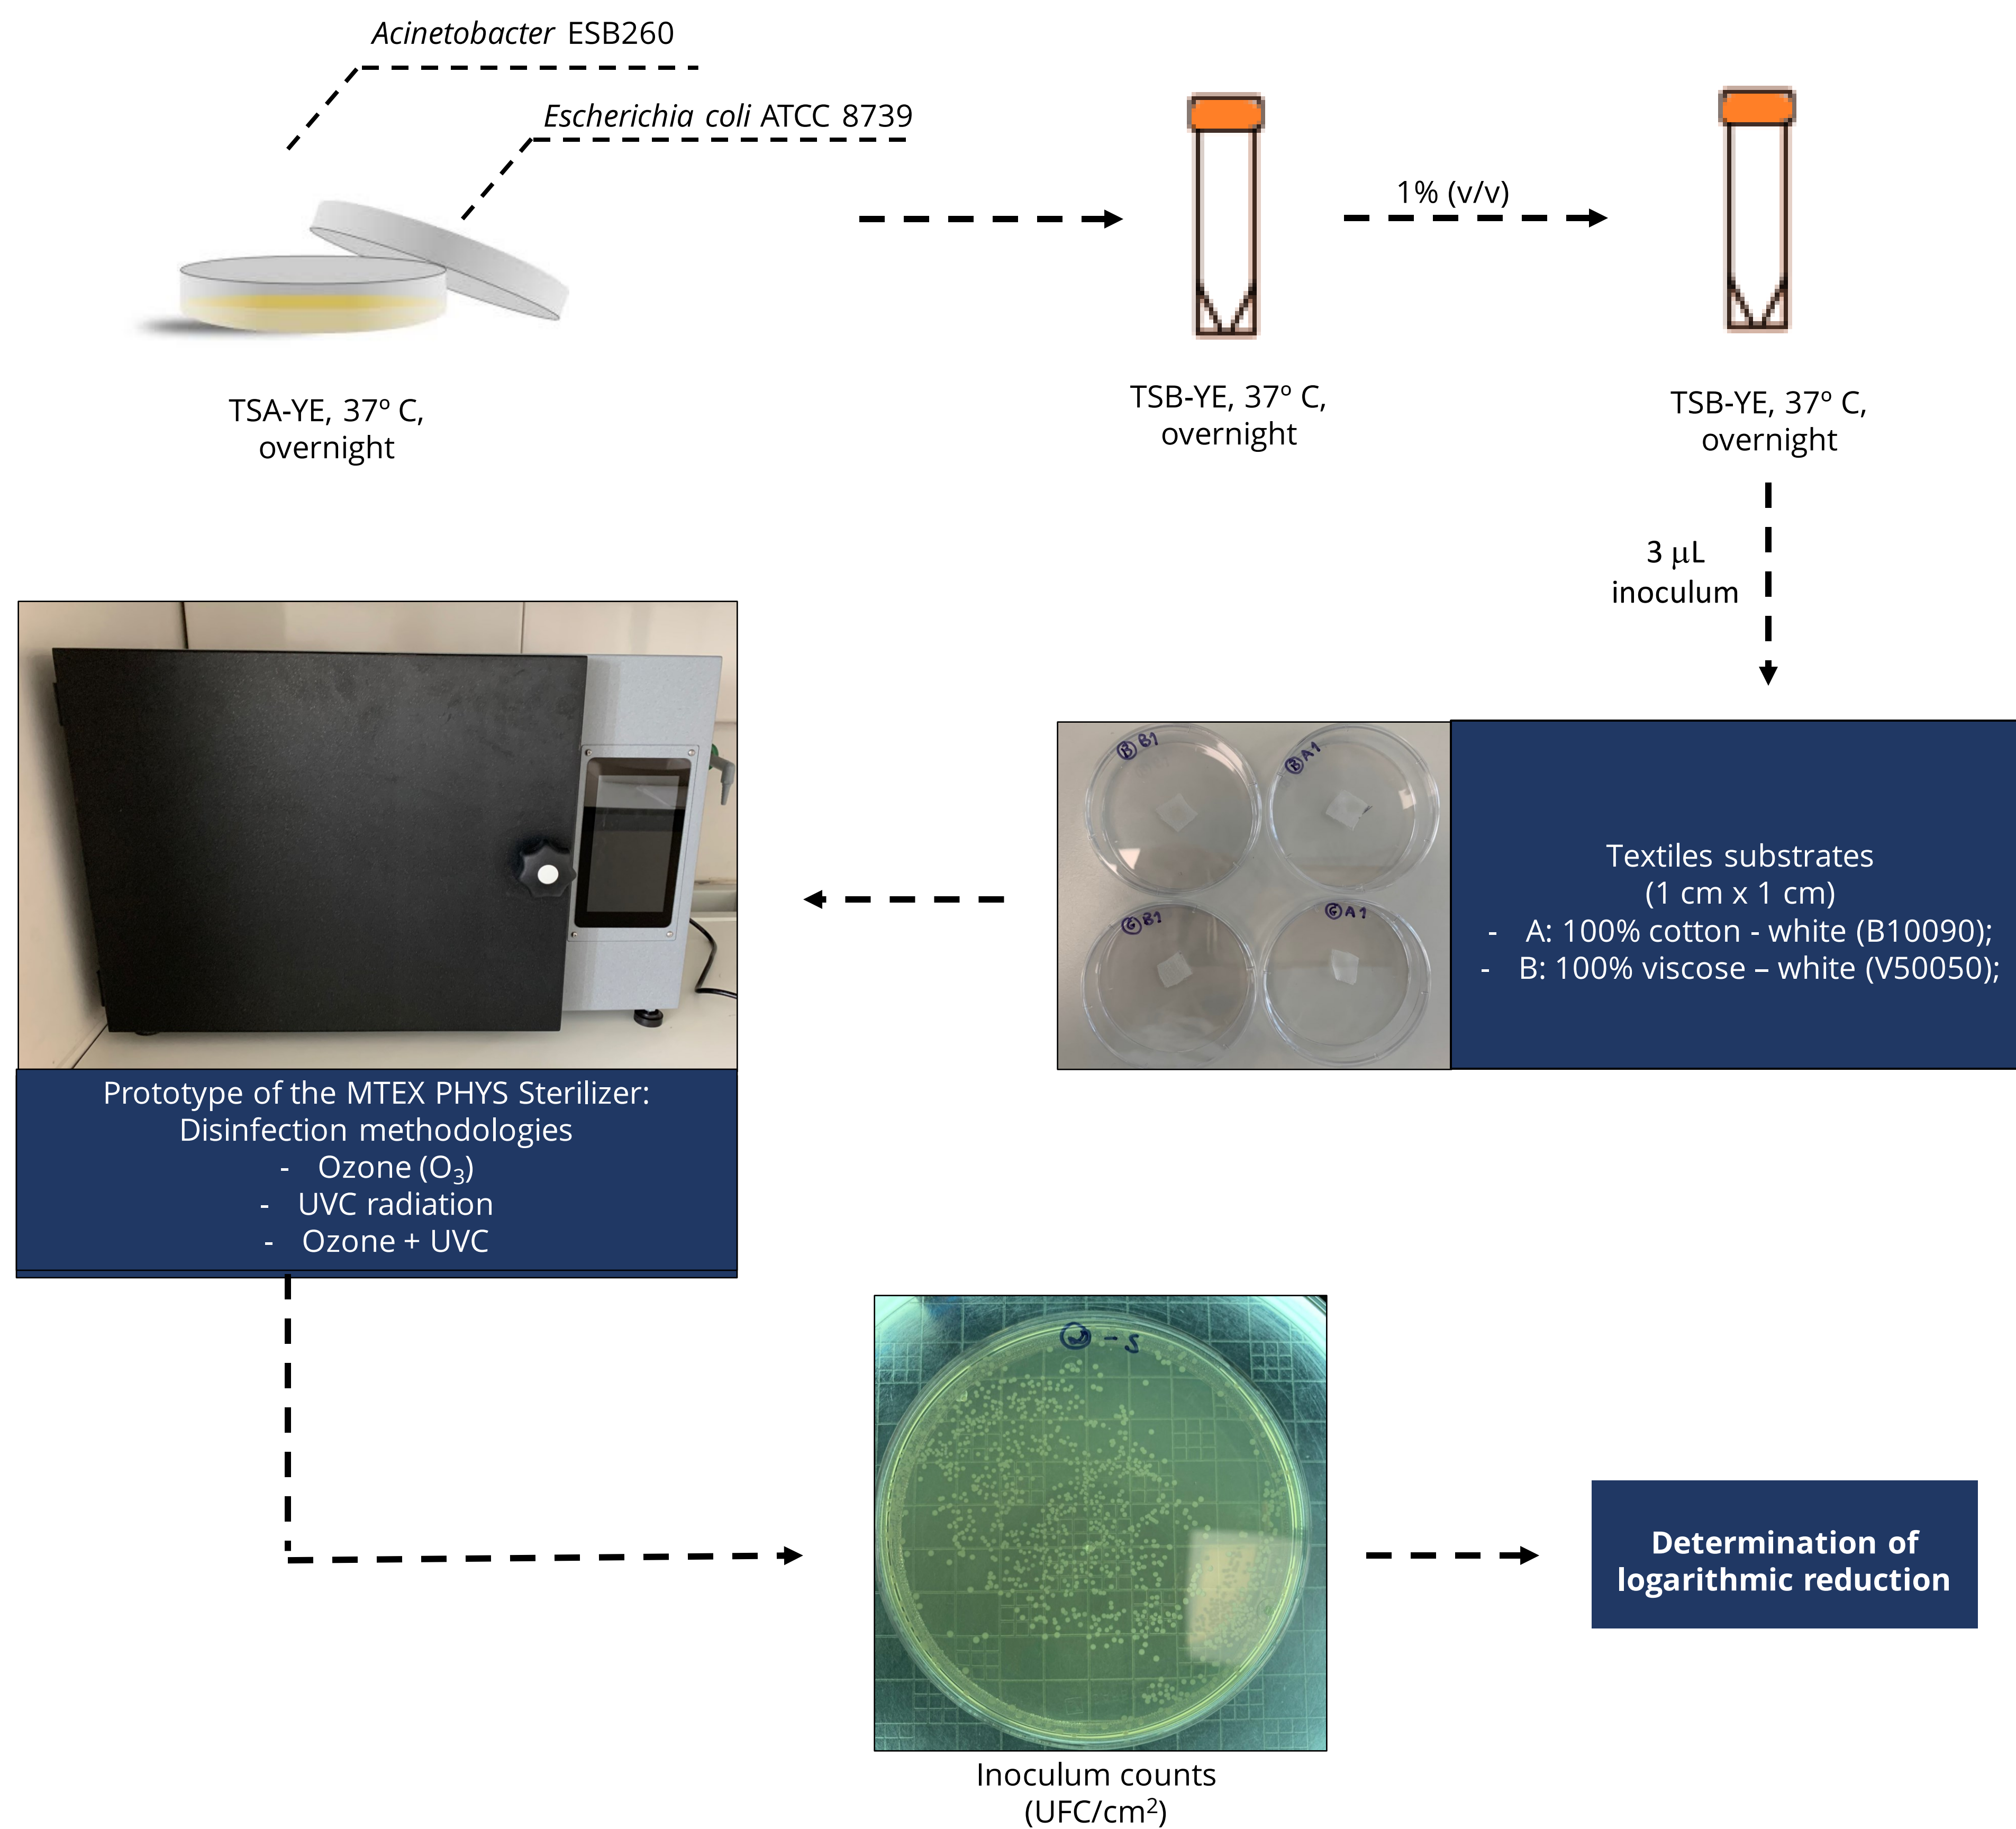 Acinetobacter ESB260
Escherichia coli ATCC 8739
1% (v/v)
TSA-YE, 37º C,
overnight
TSB-YE, 37º C,
overnight
TSB-YE, 37º C,
overnight
3 μL
inoculum
B B1
B A1
G B1
G A1
Textiles substrates
(1 cm x 1 cm)
- A: 100% cotton - white (B10090);
- B: 100% viscose – white (V50050);
Prototype of the MTEX PHYS Sterilizer:
Disinfection methodologies
- Ozone (O₃)
- UVC radiation
- Ozone + UVC
Inoculum counts
(UFC/cm²)
Determination of
logarithmic reduction